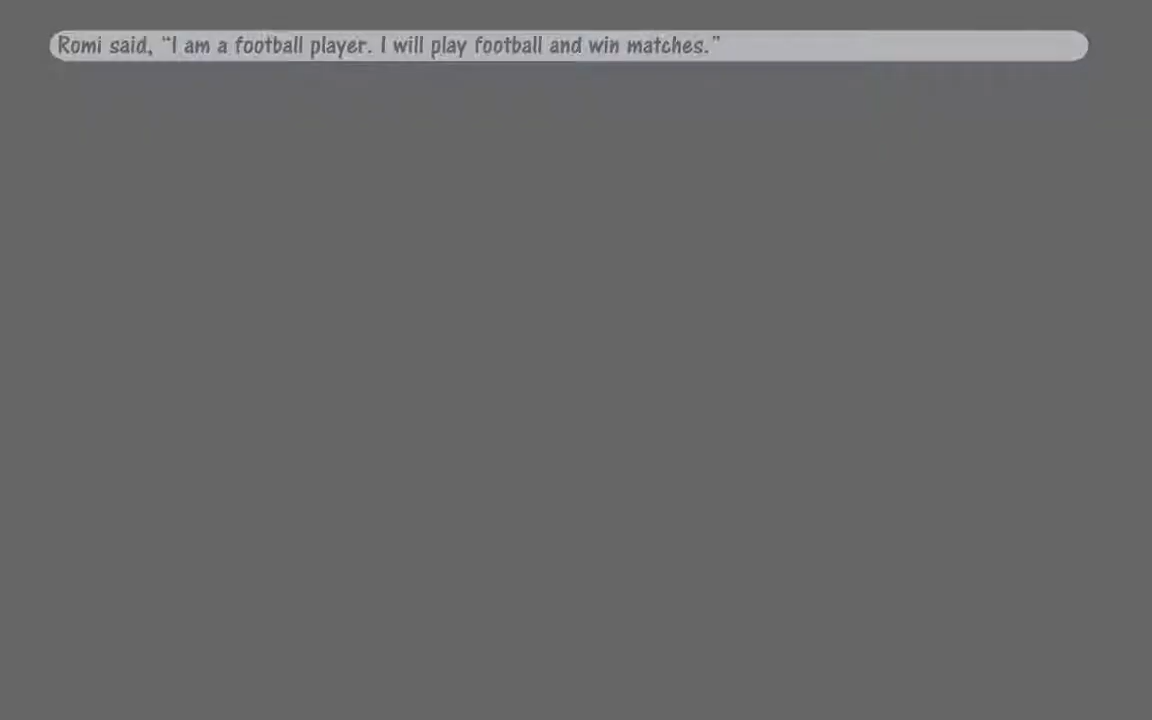 Romi said, “I am a football player. I will play football and win matches.”